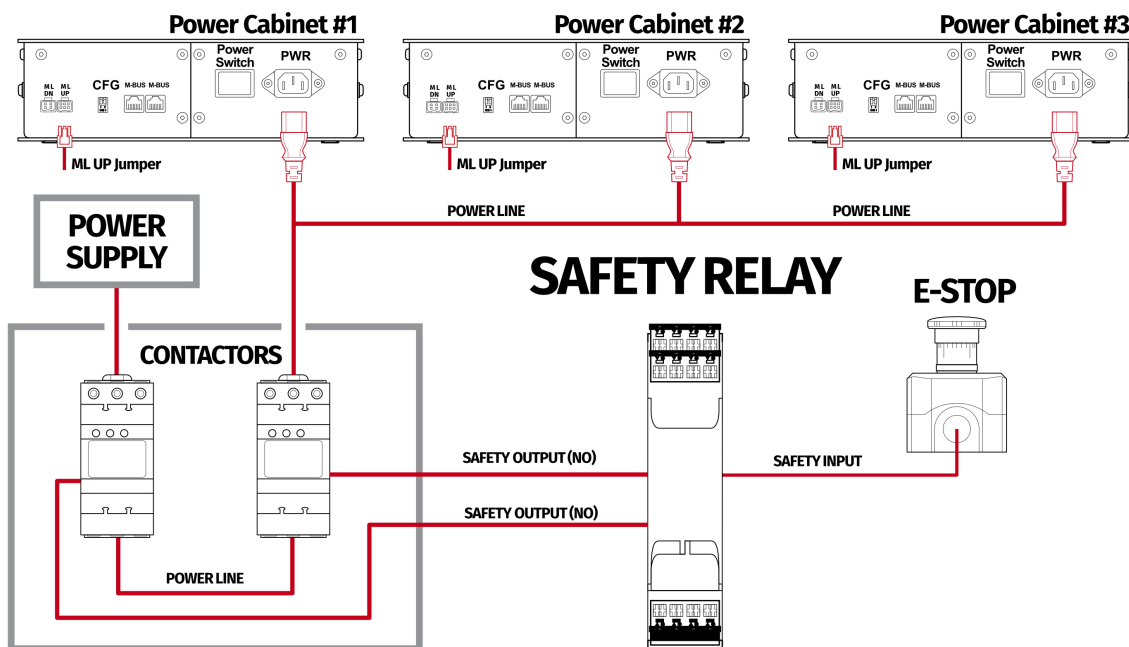 Power Cabinet #1
Power Cabinet #2
Power Cabinet #3
Power
Switch
PWR
ML
DN
ML
UP
CFG
M-BUS
M-BUS
Power
Switch
PWR
ML
DN
ML
UP
CFG
M-BUS
M-BUS
Power
Switch
PWR
ML
DN
ML
UP
CFG
M-BUS
M-BUS
ML UP Jumper
ML UP Jumper
ML UP Jumper
POWER
SUPPLY
POWER LINE
POWER LINE
SAFETY RELAY
E-STOP
CONTACTORS
SAFETY OUTPUT (NO)
SAFETY INPUT
SAFETY OUTPUT (NO)
POWER LINE